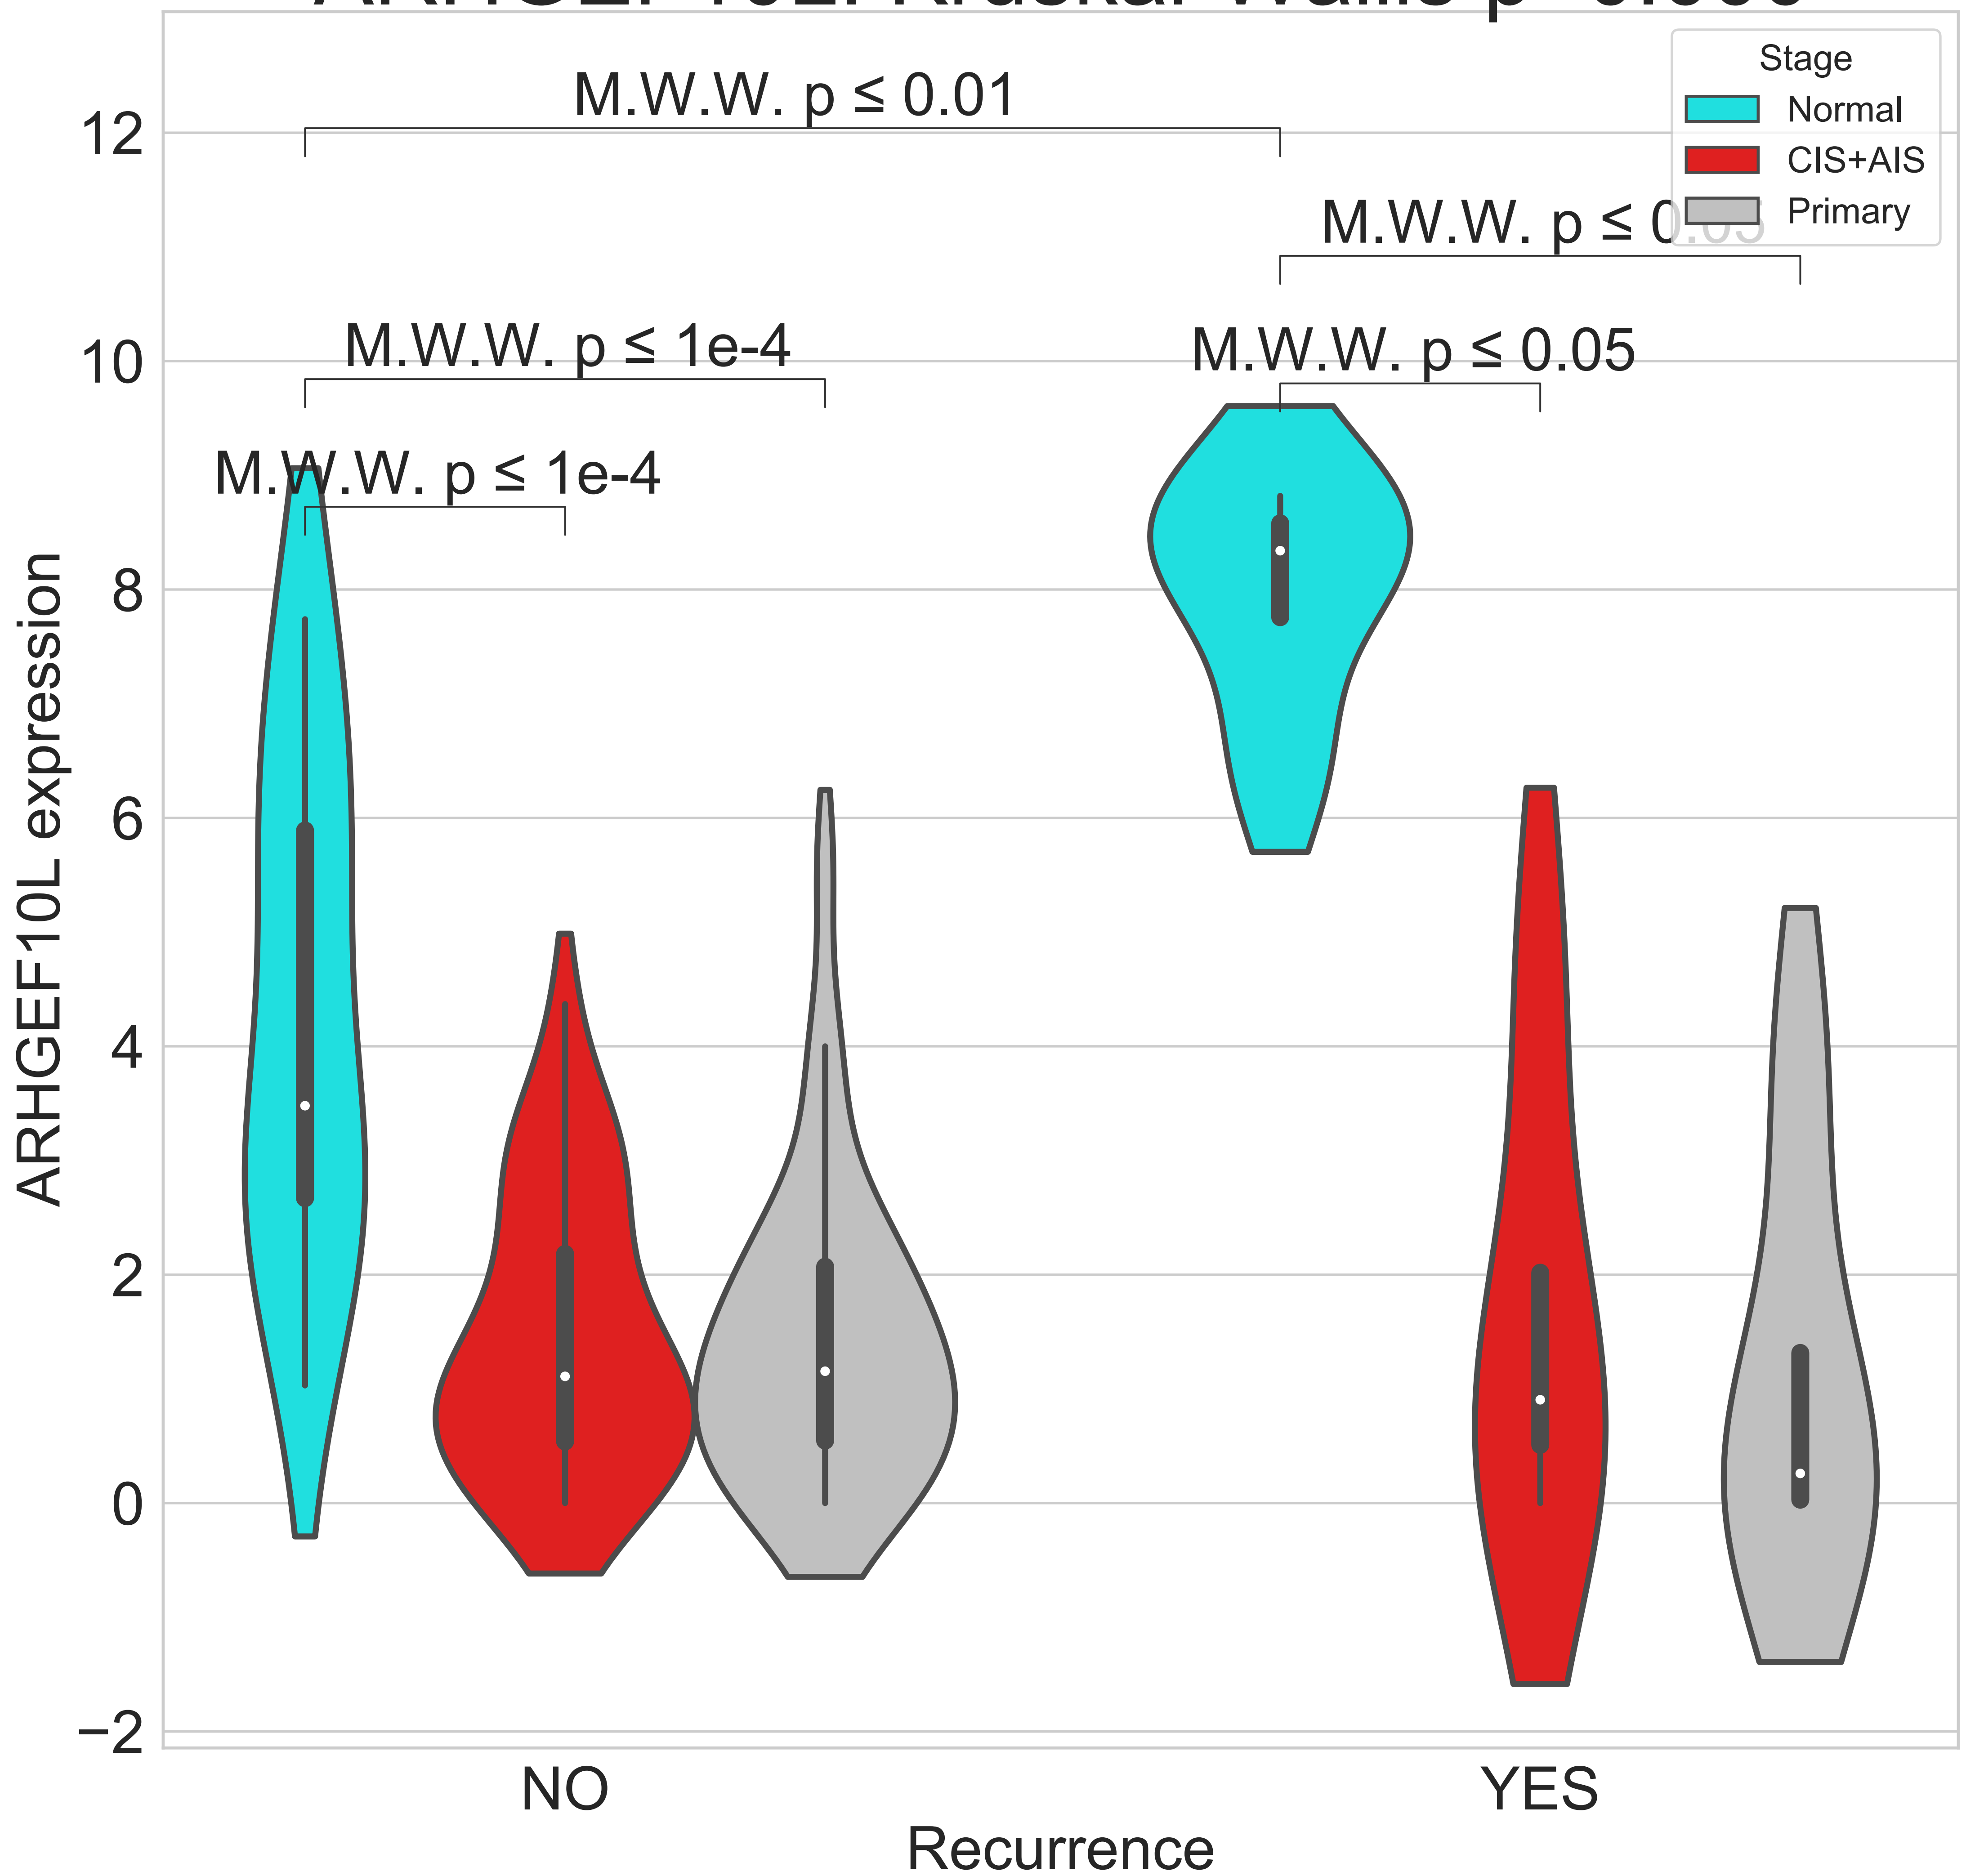 M.W.W. p ≤ 0.01
Stage
Normal
CIS+AIS
Primary
M.W.W. p ≤ 0.05
M.W.W. p ≤ 1e-4
M.W.W. p ≤ 0.05
M.W.W. p ≤ 1e-4
ARHGEF10L expression
12
10
8
6
4
2
0
−2
NO
YES
Recurrence